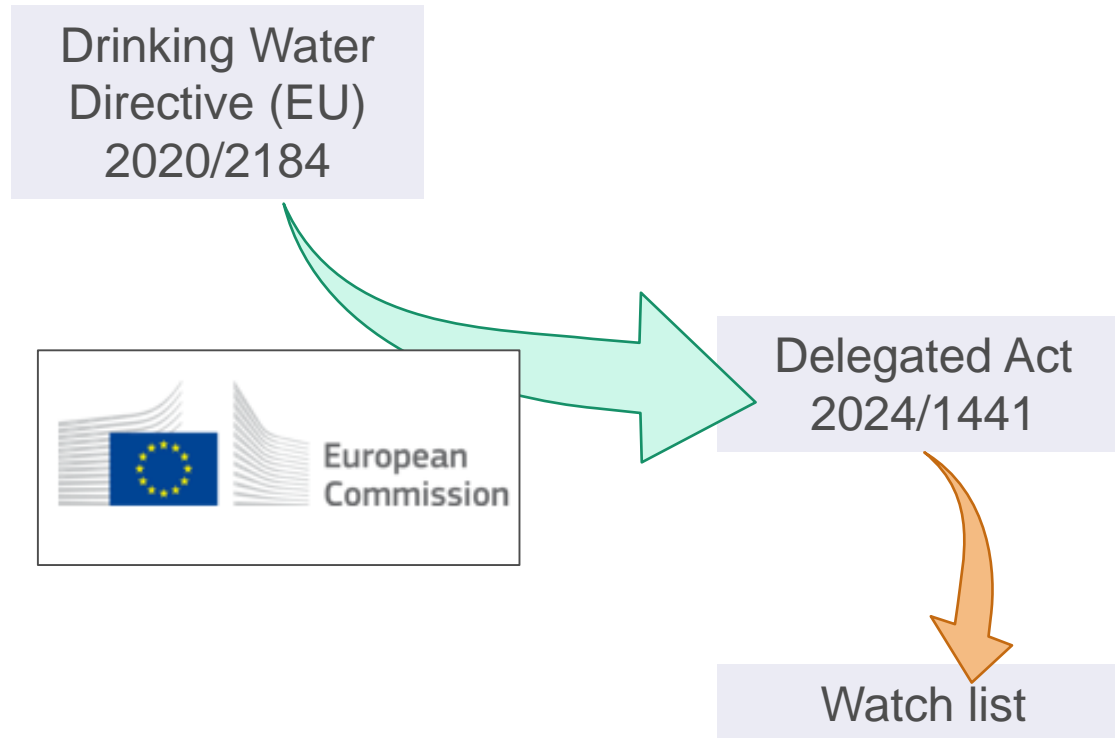 Drinking Water
Directive (EU)
2020/2184
European
Commission
Delegated Act
2024/1441
Watch list